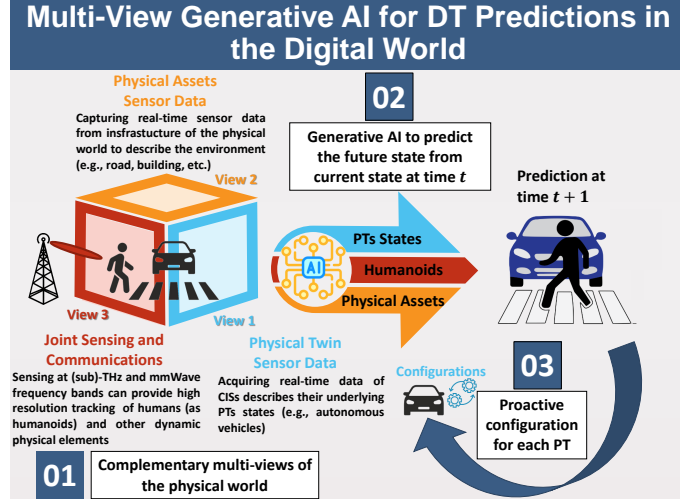 Multi-View Generative AI for DT Predictions in
the Digital World
Physical Assets
Sensor Data
Capturing real-time sensor data
from insfrastucture of the physical
world to describe the environment
(e.g., road, building, etc.)
View 2
View 3
View 1
02
Generative AI to predict
the future state from
current state at time t
Prediction at
time t + 1
AI
PTs States
Humanoids
Physical Assets
Joint Sensing and
Communications
Sensing at (sub)-THz and mmWave
frequency bands can provide high
resolution tracking of humans (as
humanoids) and other dynamic
physical elements
Physical Twin
Sensor Data
Acquiring real-time data of
CISs describes their underlying
PTs states (e.g., autonomous
vehicles)
Configurations
03
Proactive
configuration
for each PT
01
Complementary multi-views of
the physical world